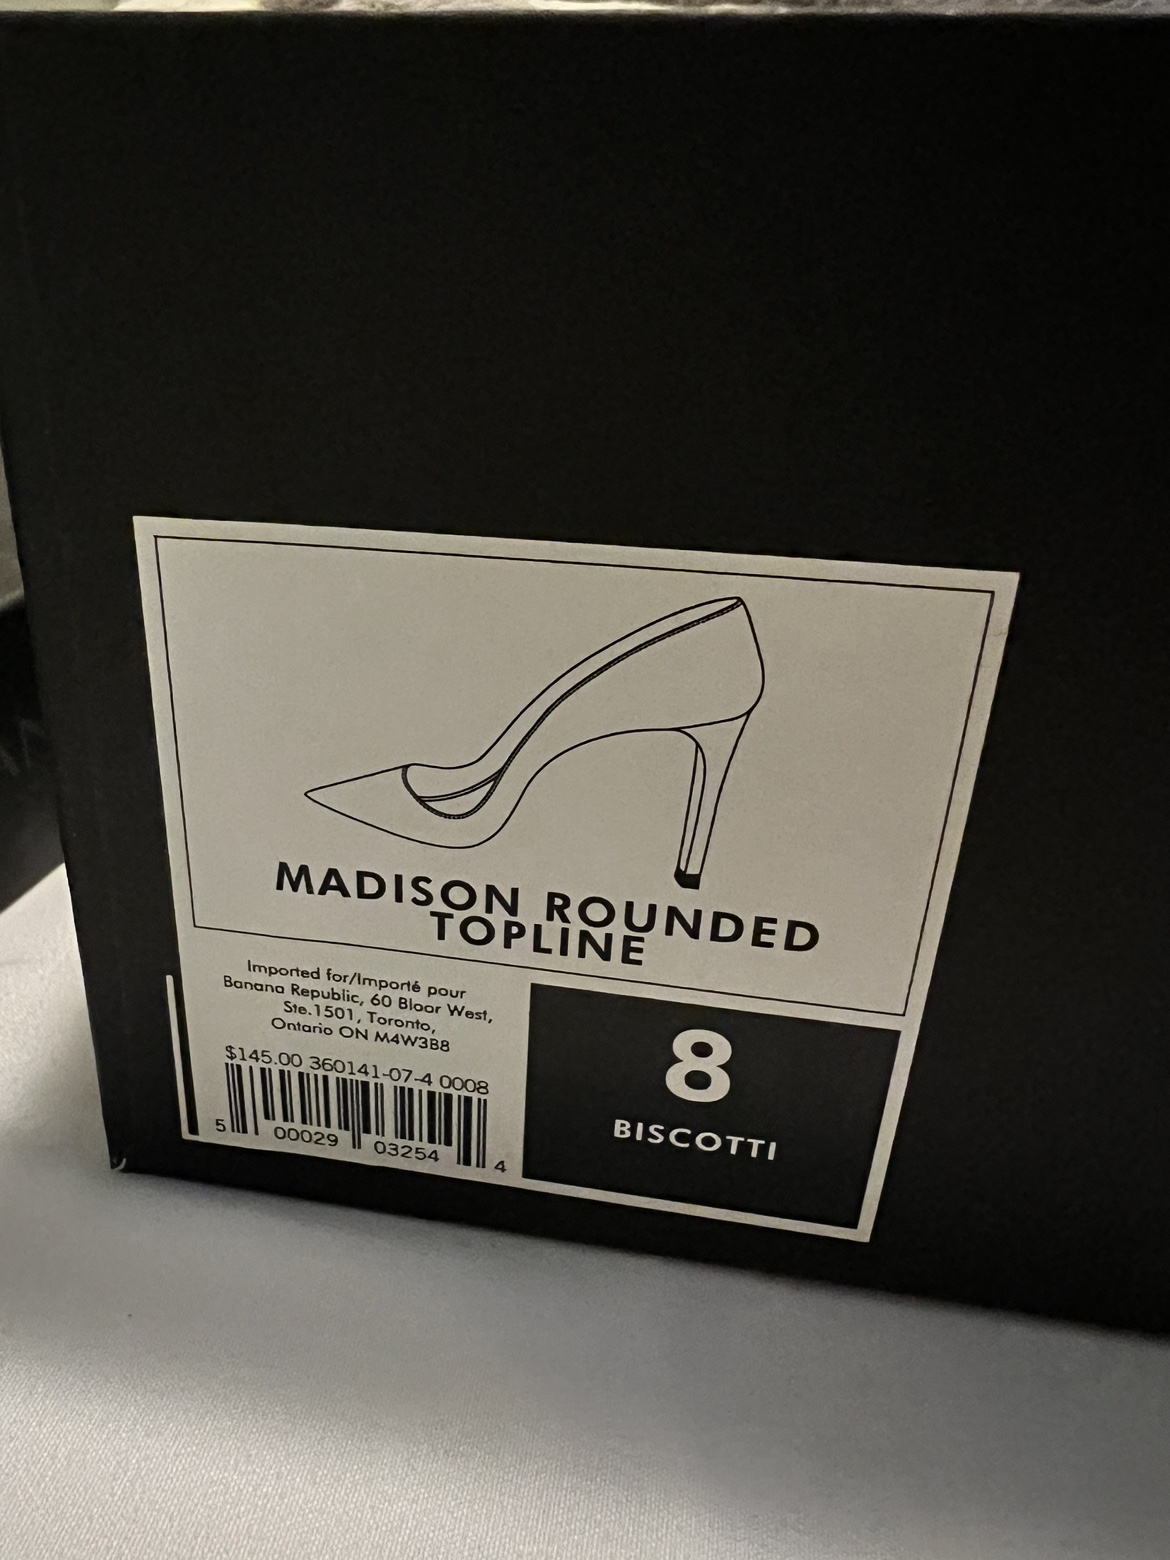 MADISON ROUNDED
TOPLINE
Imported for/Importé pour
Banana Republic, 60 Bloor West,
Ste.1501, Toronto,
Ontario ON M4W3B8
$145.00 360141-07-4 0008
5 00029 03254 4
8
BISCOTTI